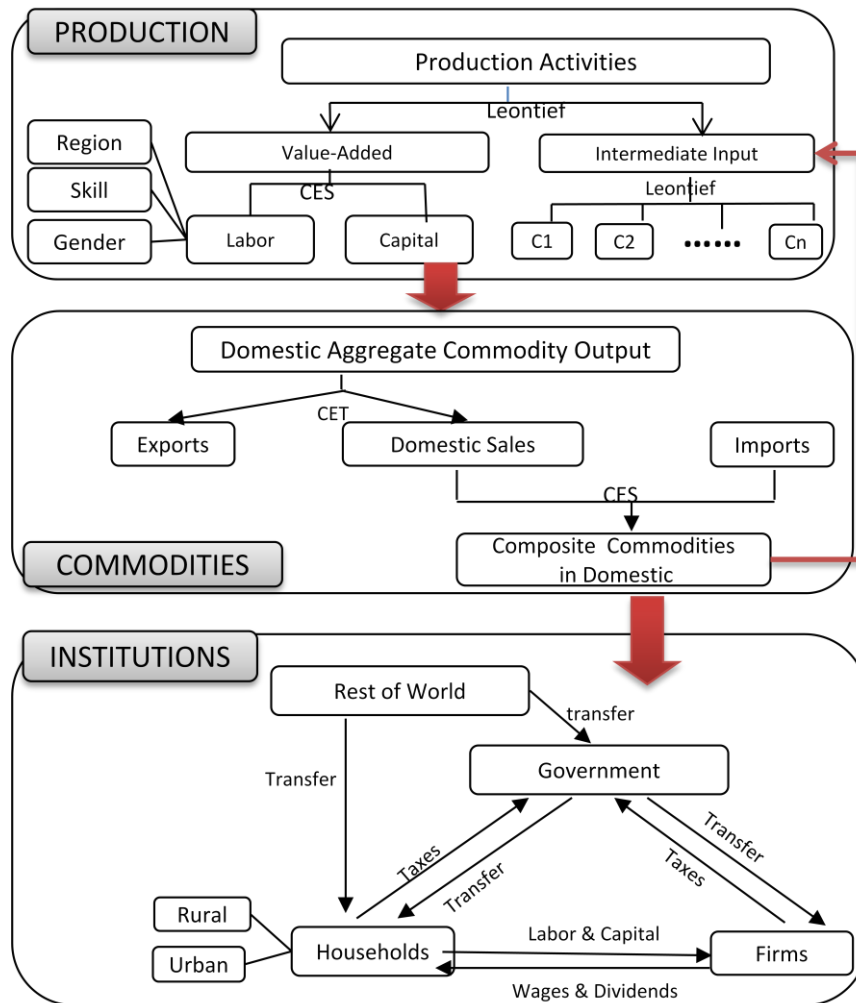 PRODUCTION
Production Activities
Leontief
Region
Value-Added
Intermediate Input
Skill
CES
Leontief
Gender
Labor
Capital
C1
C2
......
Cn
Domestic Aggregate Commodity Output
CET
Exports
Domestic Sales
Imports
CES
Composite Commodities
in Domestic
COMMODITIES
INSTITUTIONS
Rest of World
transfer
Transfer
Government
Taxes
Transfer
Taxes
Transfer
Rural
Urban
Households
Labor & Capital
Firms
Wages & Dividends